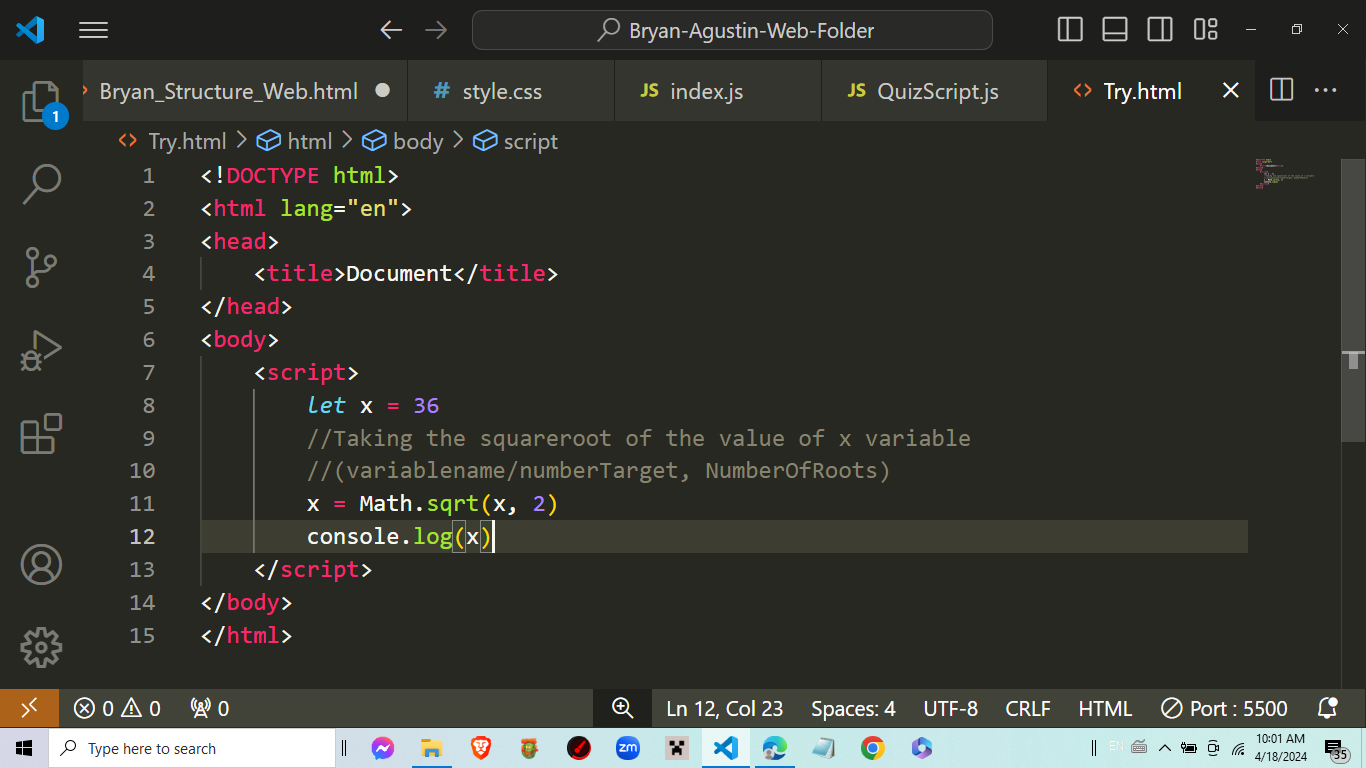 Bryan-Agustin-Web-Folder
Bryan_Structure_Web.html
# style.css
JS index.js
JS QuizScript.js
Try.html
1
Try.html
html
body
script
1 <!DOCTYPE html>
2 <html lang="en">
3 <head>
4 <title>Document</title>
5 </head>
6 <body>
7 <script>
8 let x = 36
9 //Taking the squareroot of the value of x variable
10 //(variablename/numberTarget, NumberOfRoots)
11 x = Math.sqrt(x, 2)
12 console.log(x)
13 </script>
14 </body>
15 </html>
0 0 0 Ln 12, Col 23 Spaces: 4 UTF-8 CRLF HTML Port : 5500
Type here to search
zm
EN
10:01 AM
4/18/2024
35